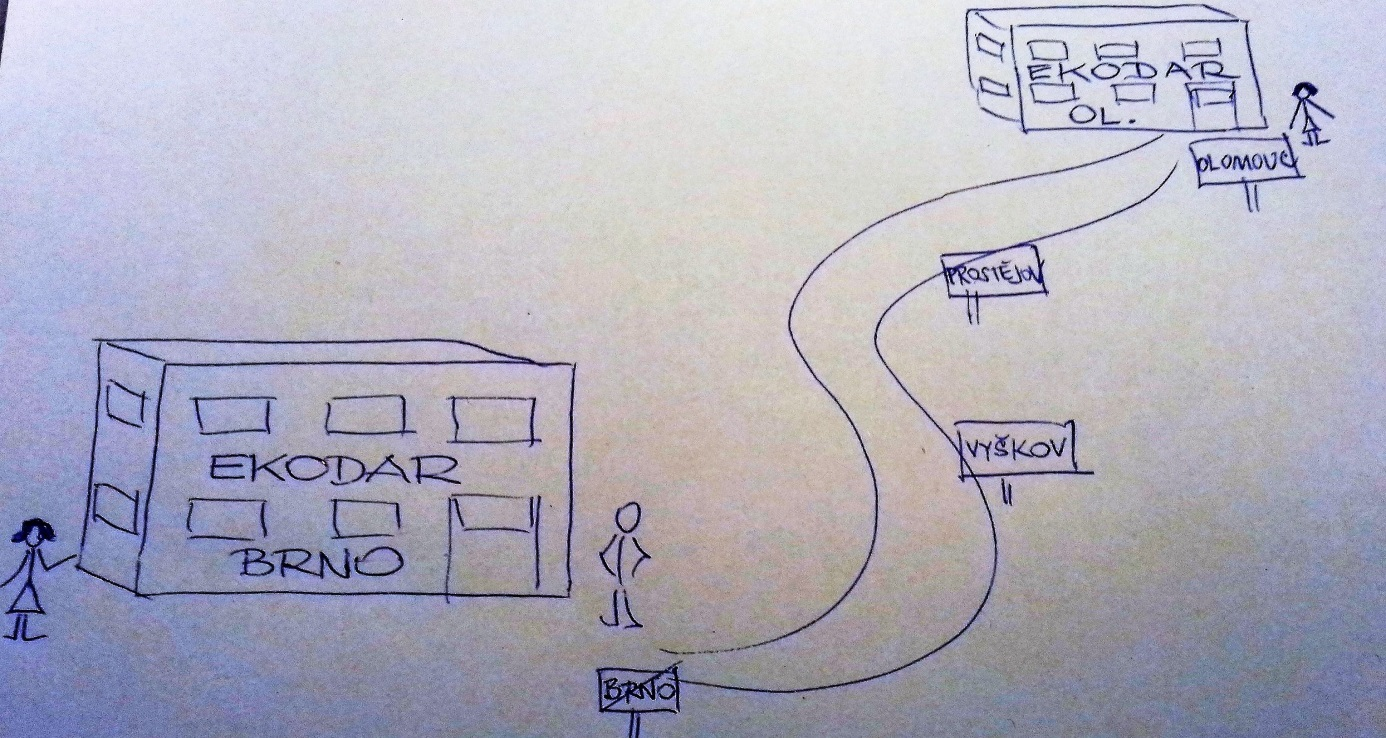 EKODAR
OL.
OLOMOUC
PROSTĚJOV
VYŠKOV
EKODAR
BRNO
BRNO